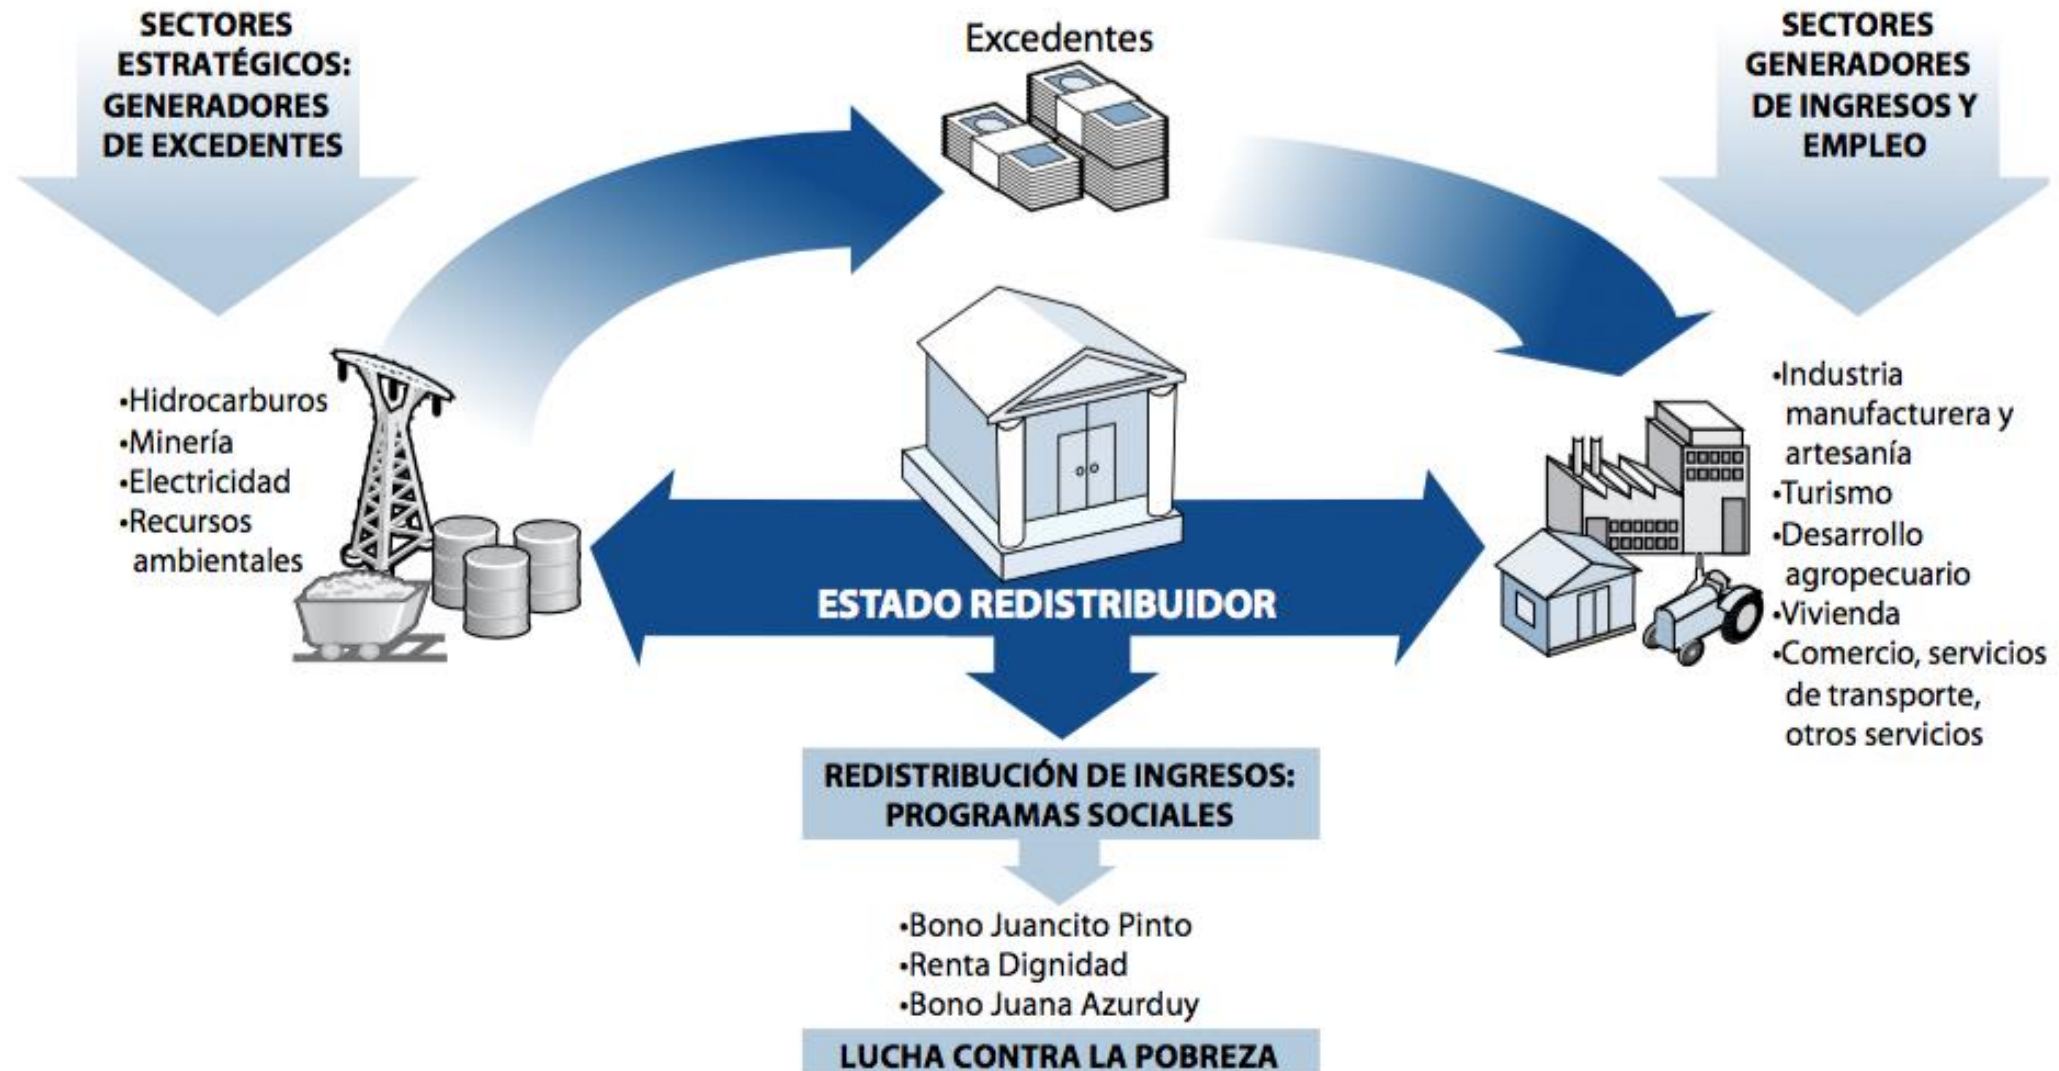 SECTORES
ESTRATÉGICOS:
GENERADORES
DE EXCEDENTES
Excedentes
SECTORES
GENERADORES
DE INGRESOS Y
EMPLEO
•Hidrocarburos
•Minería
•Electricidad
•Recursos
ambientales
ESTADO REDISTRIBUIDOR
•Industria
manufacturera y
artesanía
•Turismo
•Desarrollo
agropecuario
•Vivienda
•Comercio, servicios
de transporte,
otros servicios
REDISTRIBUCIÓN DE INGRESOS:
PROGRAMAS SOCIALES
•Bono Juancito Pinto
•Renta Dignidad
•Bono Juana Azurduy
LUCHA CONTRA LA POBREZA